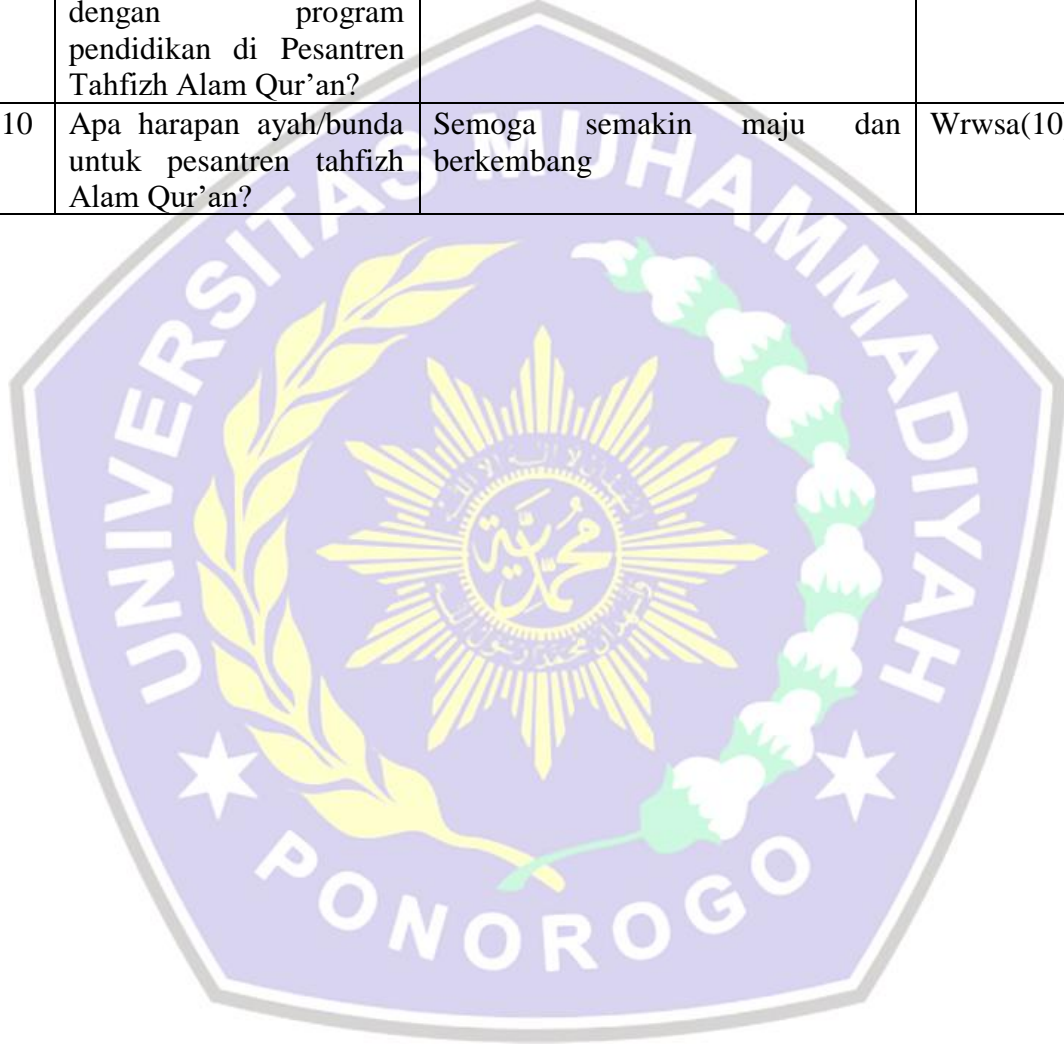 dengan program
pendidikan di Pesantren
Tahfizh Alam Qur'an?
10 Apa harapan ayah/bunda Semoga semakin maju dan Wrwsa(10
untuk pesantren tahfizh berkembang
Alam Qur'an?
UNIVERSITAS MUHAMMADIYAH
PONOROGO
محمدية